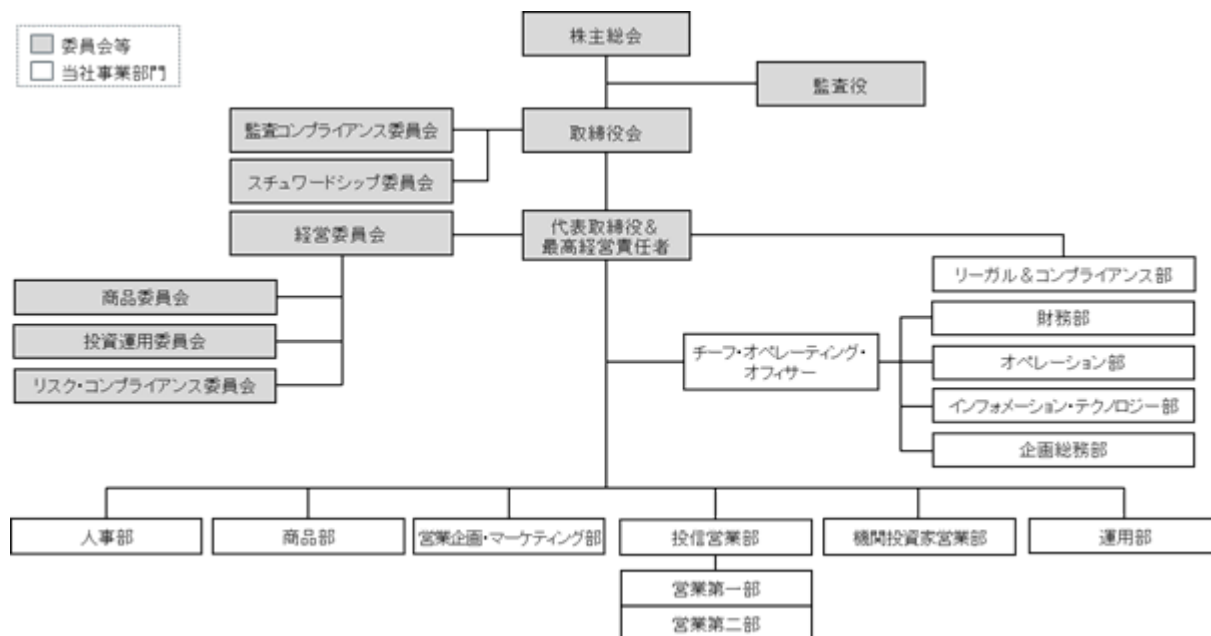 委員会等
当社事業部門
株主総会
監査役
監査コンプライアンス委員会
取締役会
スチュワードシップ委員会
経営委員会
代表取締役&
最高経営責任者
リーガル&コンプライアンス部
商品委員会
財務部
投資運用委員会
チーフ・オペレーティング・
オフィサー
オペレーション部
リスク・コンプライアンス委員会
インフォメーション・テクノロジー部
企画総務部
人事部
商品部
営業企画・マーケティング部
投信営業部
機関投資家営業部
運用部
営業第一部
営業第二部